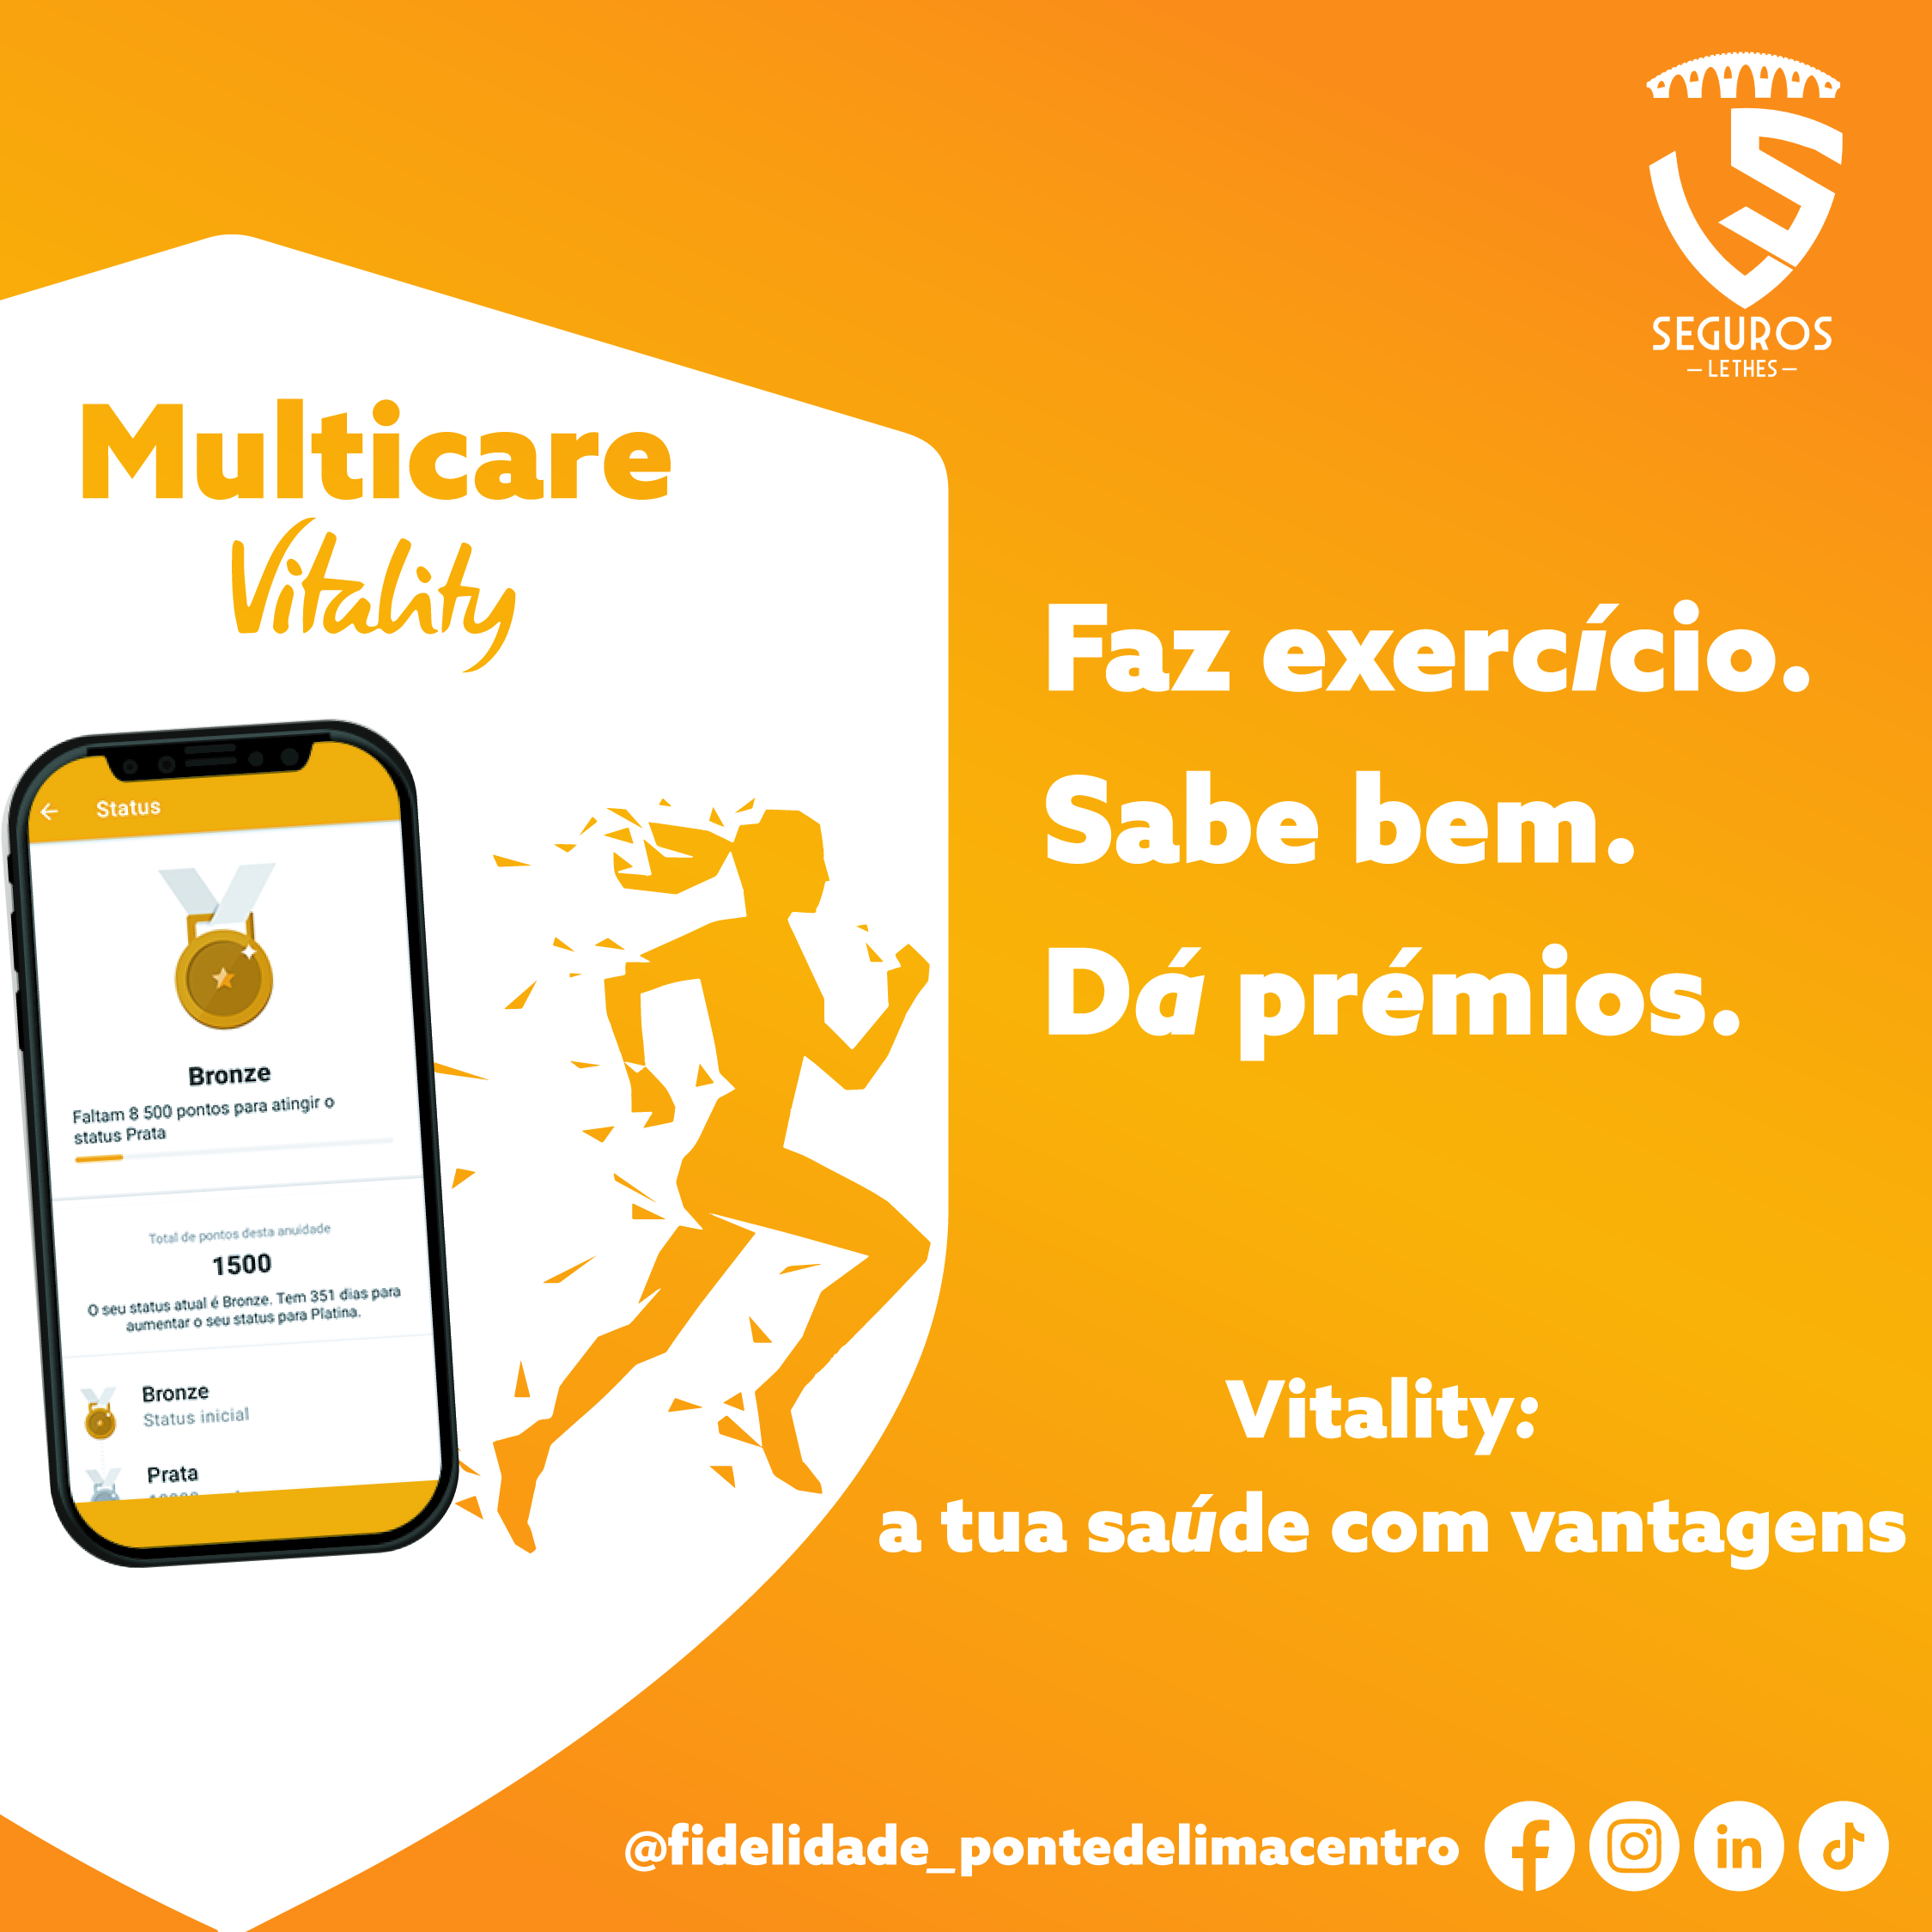 SEGUROS
LETHES
Multicare
Vitality
Faz exercício.
Sabe bem.
Dá prémios.
Status
Bronze
Faltam 8 500 pontos para atingir o
status Prata
Total de pontos desta anuidade
1500
O seu status atual é Bronze. Tem 351 dias para
aumentar o seu status para Platina.
Bronze
Status inicial
Prata
Vitality:
a tua saúde com vantagens
@fidelidade_pontedelimacentro